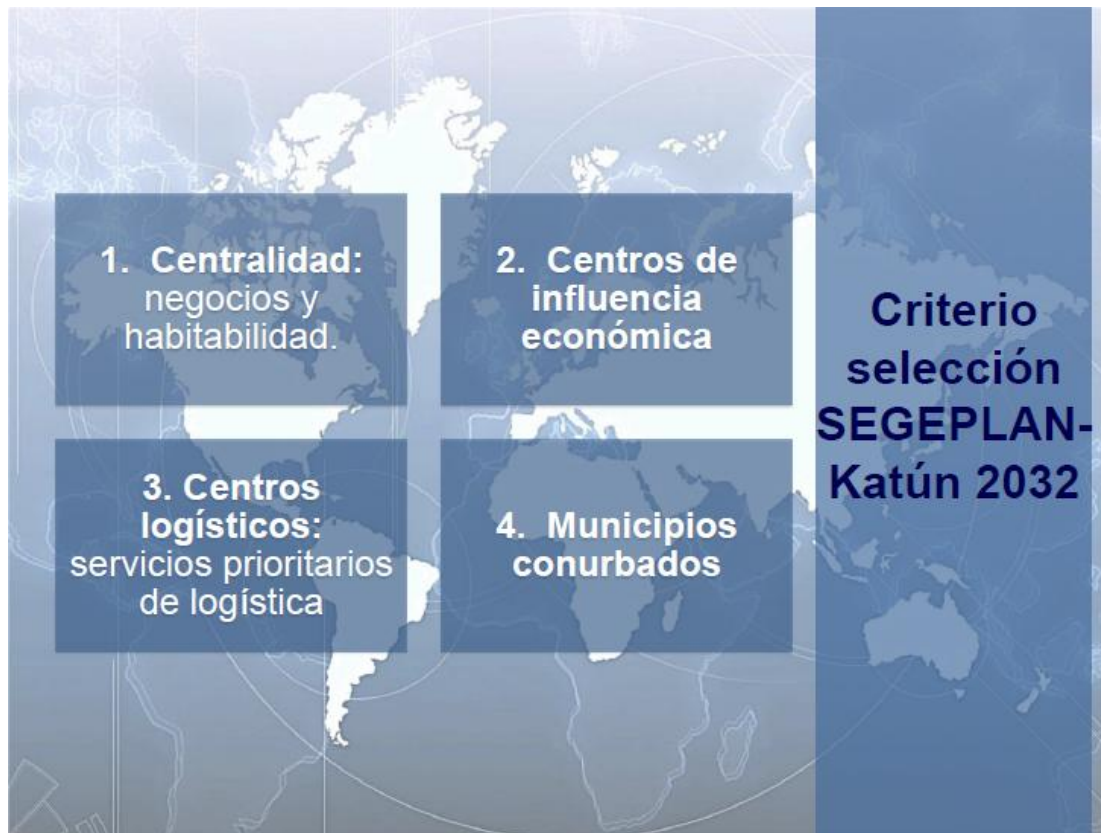 1. Centralidad:
negocios y
habitabilidad.
2. Centros de
influencia
económica
3. Centros
logísticos:
servicios prioritarios
de logística
4. Municipios
conurbados
Criterio
selección
SEGEPLAN-
Katún 2032